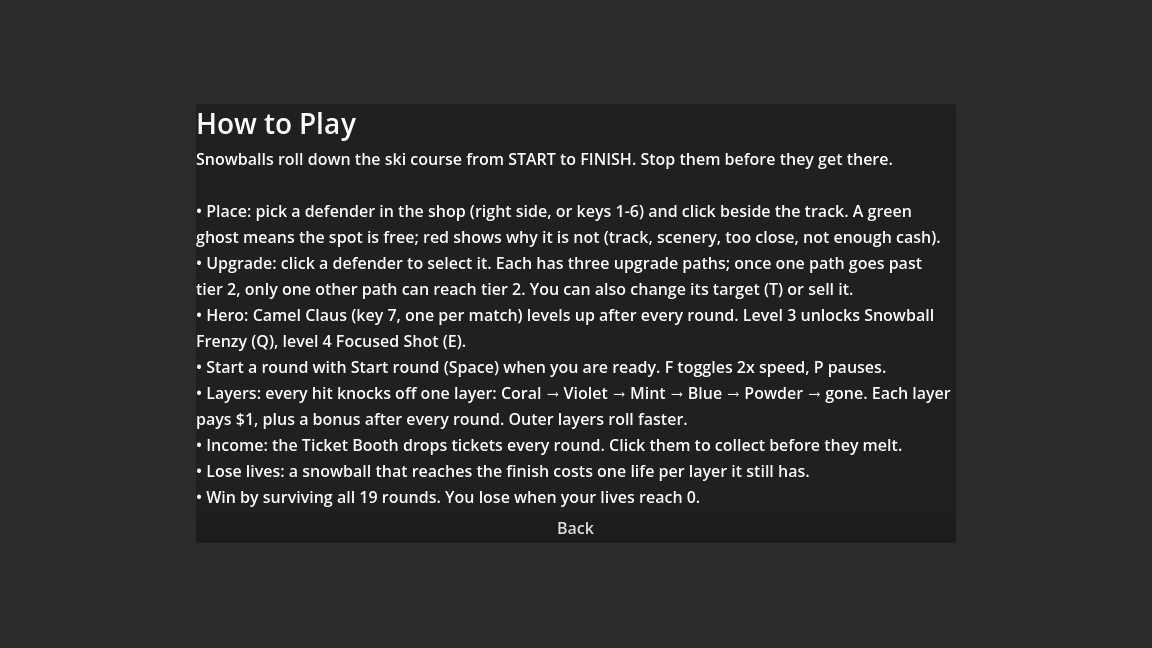 How to Play
Snowballs roll down the ski course from START to FINISH. Stop them before they get there.
• Place: pick a defender in the shop (right side, or keys 1-6) and click beside the track. A green
ghost means the spot is free; red shows why it is not (track, scenery, too close, not enough cash).
• Upgrade: click a defender to select it. Each has three upgrade paths; once one path goes past
tier 2, only one other path can reach tier 2. You can also change its target (T) or sell it.
• Hero: Camel Claus (key 7, one per match) levels up after every round. Level 3 unlocks Snowball
Frenzy (Q), level 4 Focused Shot (E).
• Start a round with Start round (Space) when you are ready. F toggles 2x speed, P pauses.
• Layers: every hit knocks off one layer: Coral → Violet → Mint → Blue → Powder → gone. Each layer
pays $1, plus a bonus after every round. Outer layers roll faster.
• Income: the Ticket Booth drops tickets every round. Click them to collect before they melt.
• Lose lives: a snowball that reaches the finish costs one life per layer it still has.
• Win by surviving all 19 rounds. You lose when your lives reach 0.
Back